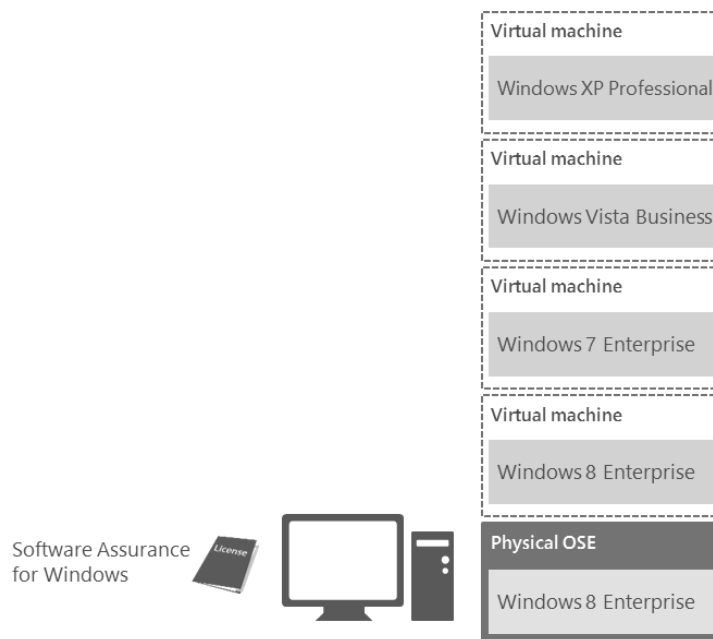 Virtual machine
Windows XP Professional
Virtual machine
Windows Vista Business
Virtual machine
Windows 7 Enterprise
Virtual machine
Windows 8 Enterprise
Physical OSE
Windows 8 Enterprise
Software Assurance
for Windows
License